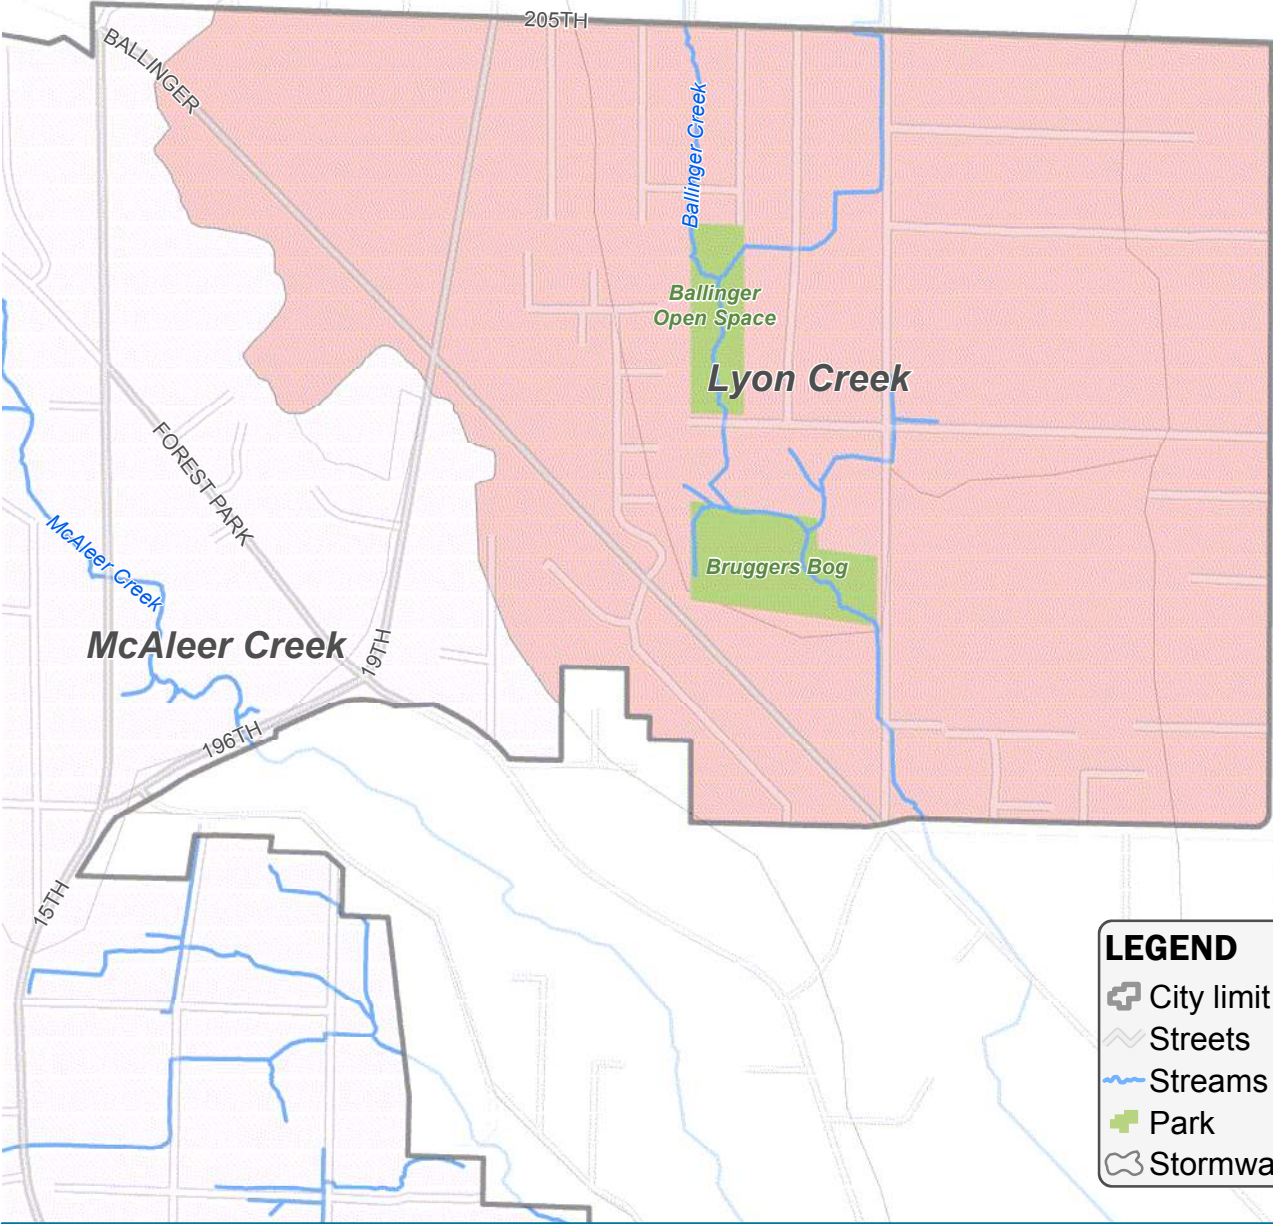 205TH
BALLINGER
Ballinger Creek
Ballinger
Open Space
Lyon Creek
FOREST PARK
McAleer Creek
Bruggers Bog
McAleer Creek
19TH
196TH
15TH
LEGEND
City limit
Streets
Streams
Park
Stormwa